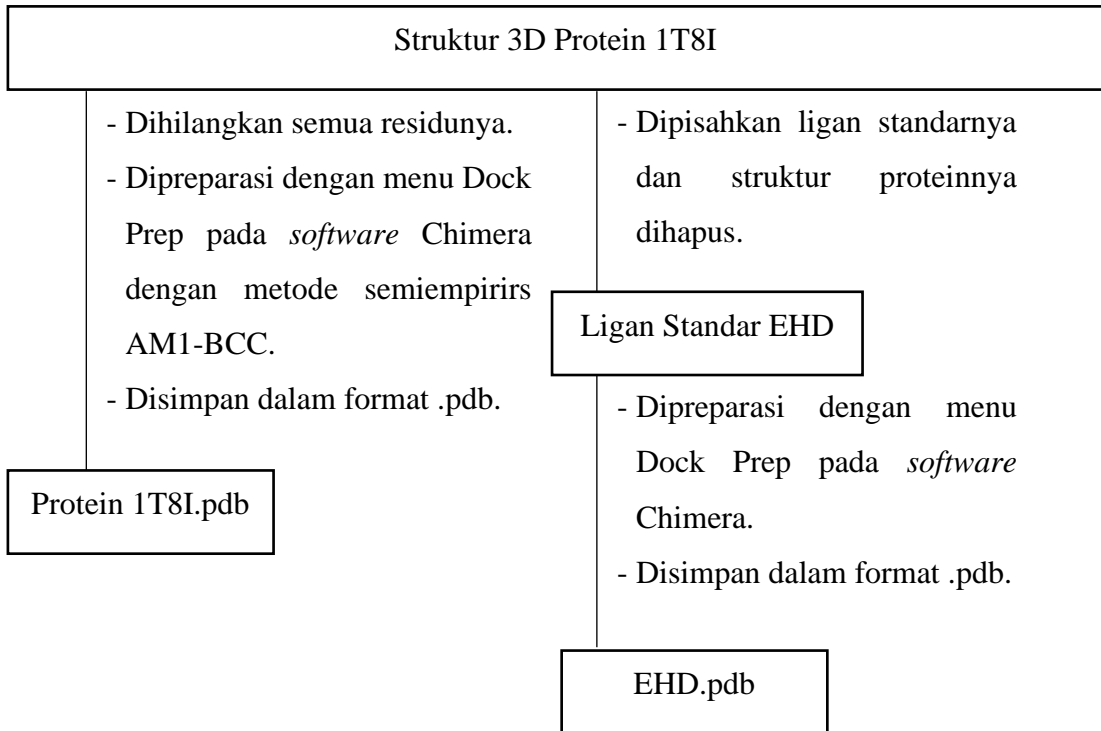 Struktur 3D Protein 1T8I
- Dihilangkan semua residunya.
- Dipreparasi dengan menu Dock
Prep pada software Chimera
dengan metode semiempirirs
AM1-BCC.
- Disimpan dalam format .pdb.
Protein 1T8I.pdb
- Dipisahkan ligan standarnya
dan struktur proteinnya
dihapus.
Ligan Standar EHD
- Dipreparasi dengan menu
Dock Prep pada software
Chimera.
- Disimpan dalam format .pdb.
EHD.pdb